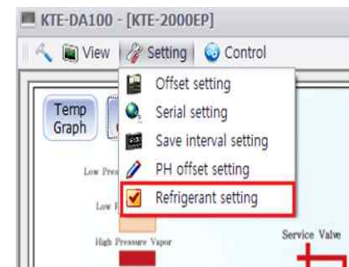 KTE-DA100 - [KTE-2000EP]
View Setting Control
Offset setting
Serial setting
Save interval setting
PH offset setting
Refrigerant setting
Temp
Graph
Low
Low
High Pressure Vapor
Service Valve